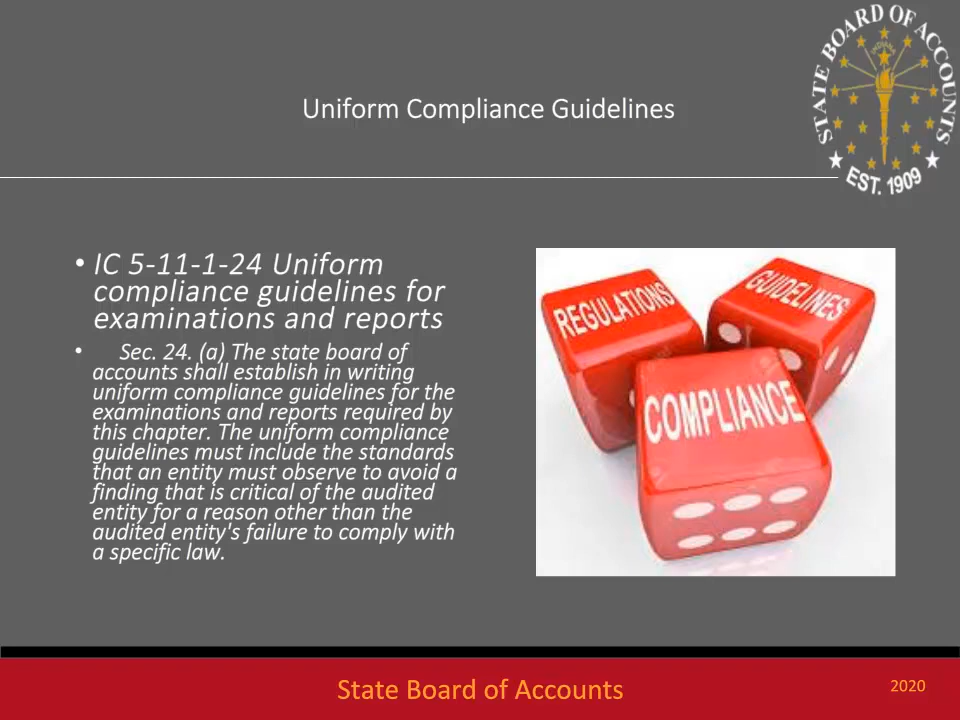 STATE BOARD OF ACCOUNTS
INDIANA
EST. 1909
Uniform Compliance Guidelines
• IC 5-11-1-24 Uniform
compliance guidelines for
examinations and reports
• Sec. 24. (a) The state board of
accounts shall establish in writing
uniform compliance guidelines for the
examinations and reports required by
this chapter. The uniform compliance
guidelines must include the standards
that an entity must observe to avoid a
finding that is critical of the audited
entity for a reason other than the
audited entity's failure to comply with
a specific law.
REGULATIONS
GUIDELINES
COMPLIANCE
State Board of Accounts
2020